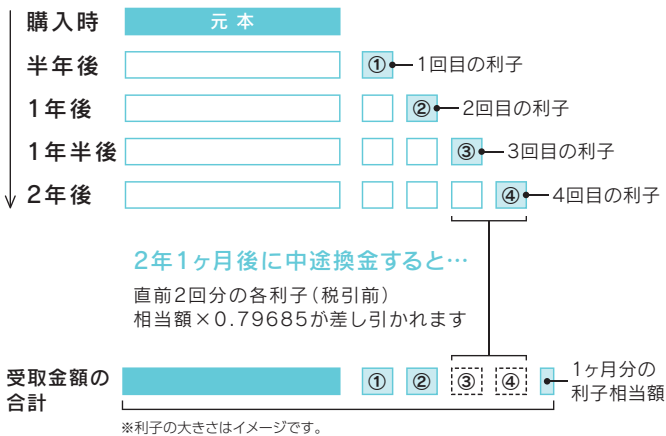 購入時
元本
半年後
①
1回目の利子
1年後
②
2回目の利子
1年半後
③
3回目の利子
2年後
④
4回目の利子
2年1ヶ月後に中途換金すると…
直前2回分の各利子(税引前)
相当額×0.79685が差し引かれます
受取金額の
合計
① ② ③ ④
1ヶ月分の
利子相当額
※利子の大きさはイメージです。